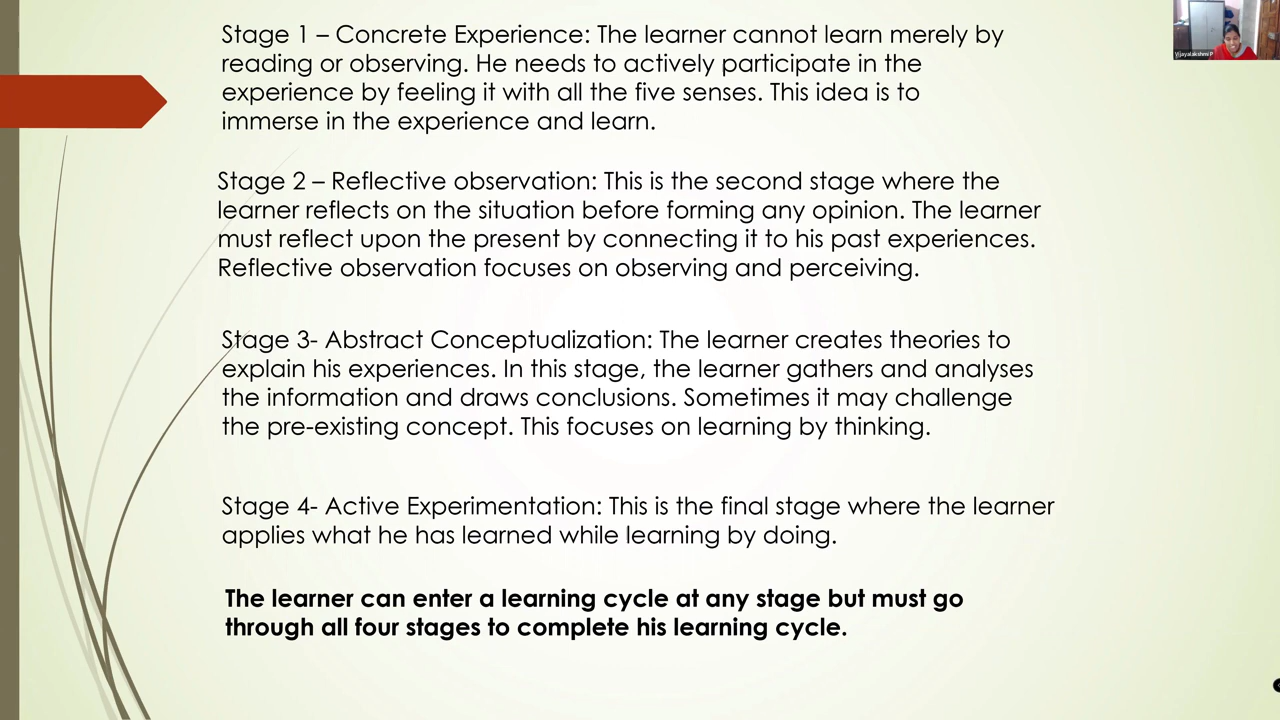 Stage 1 – Concrete Experience: The learner cannot learn merely by
reading or observing. He needs to actively participate in the
experience by feeling it with all the five senses. This idea is to
immerse in the experience and learn.
Stage 2 – Reflective observation: This is the second stage where the
learner reflects on the situation before forming any opinion. The learner
must reflect upon the present by connecting it to his past experiences.
Reflective observation focuses on observing and perceiving.
Stage 3- Abstract Conceptualization: The learner creates theories to
explain his experiences. In this stage, the learner gathers and analyses
the information and draws conclusions. Sometimes it may challenge
the pre-existing concept. This focuses on learning by thinking.
Stage 4- Active Experimentation: This is the final stage where the learner
applies what he has learned while learning by doing.
The learner can enter a learning cycle at any stage but must go
through all four stages to complete his learning cycle.
Vijayalakshmi P